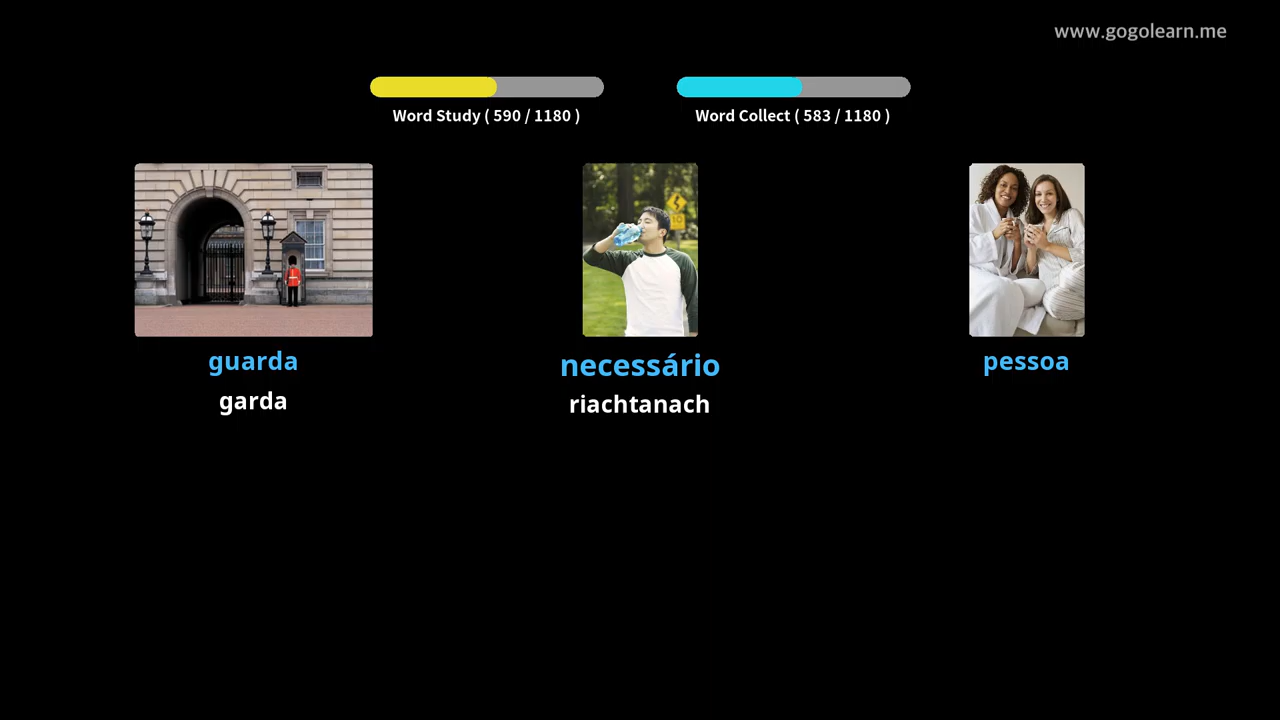 www.gogolearn.me
Word Study ( 590 / 1180 )
Word Collect ( 583 / 1180 )
guarda
garda
necessário
riachtanach
pessoa